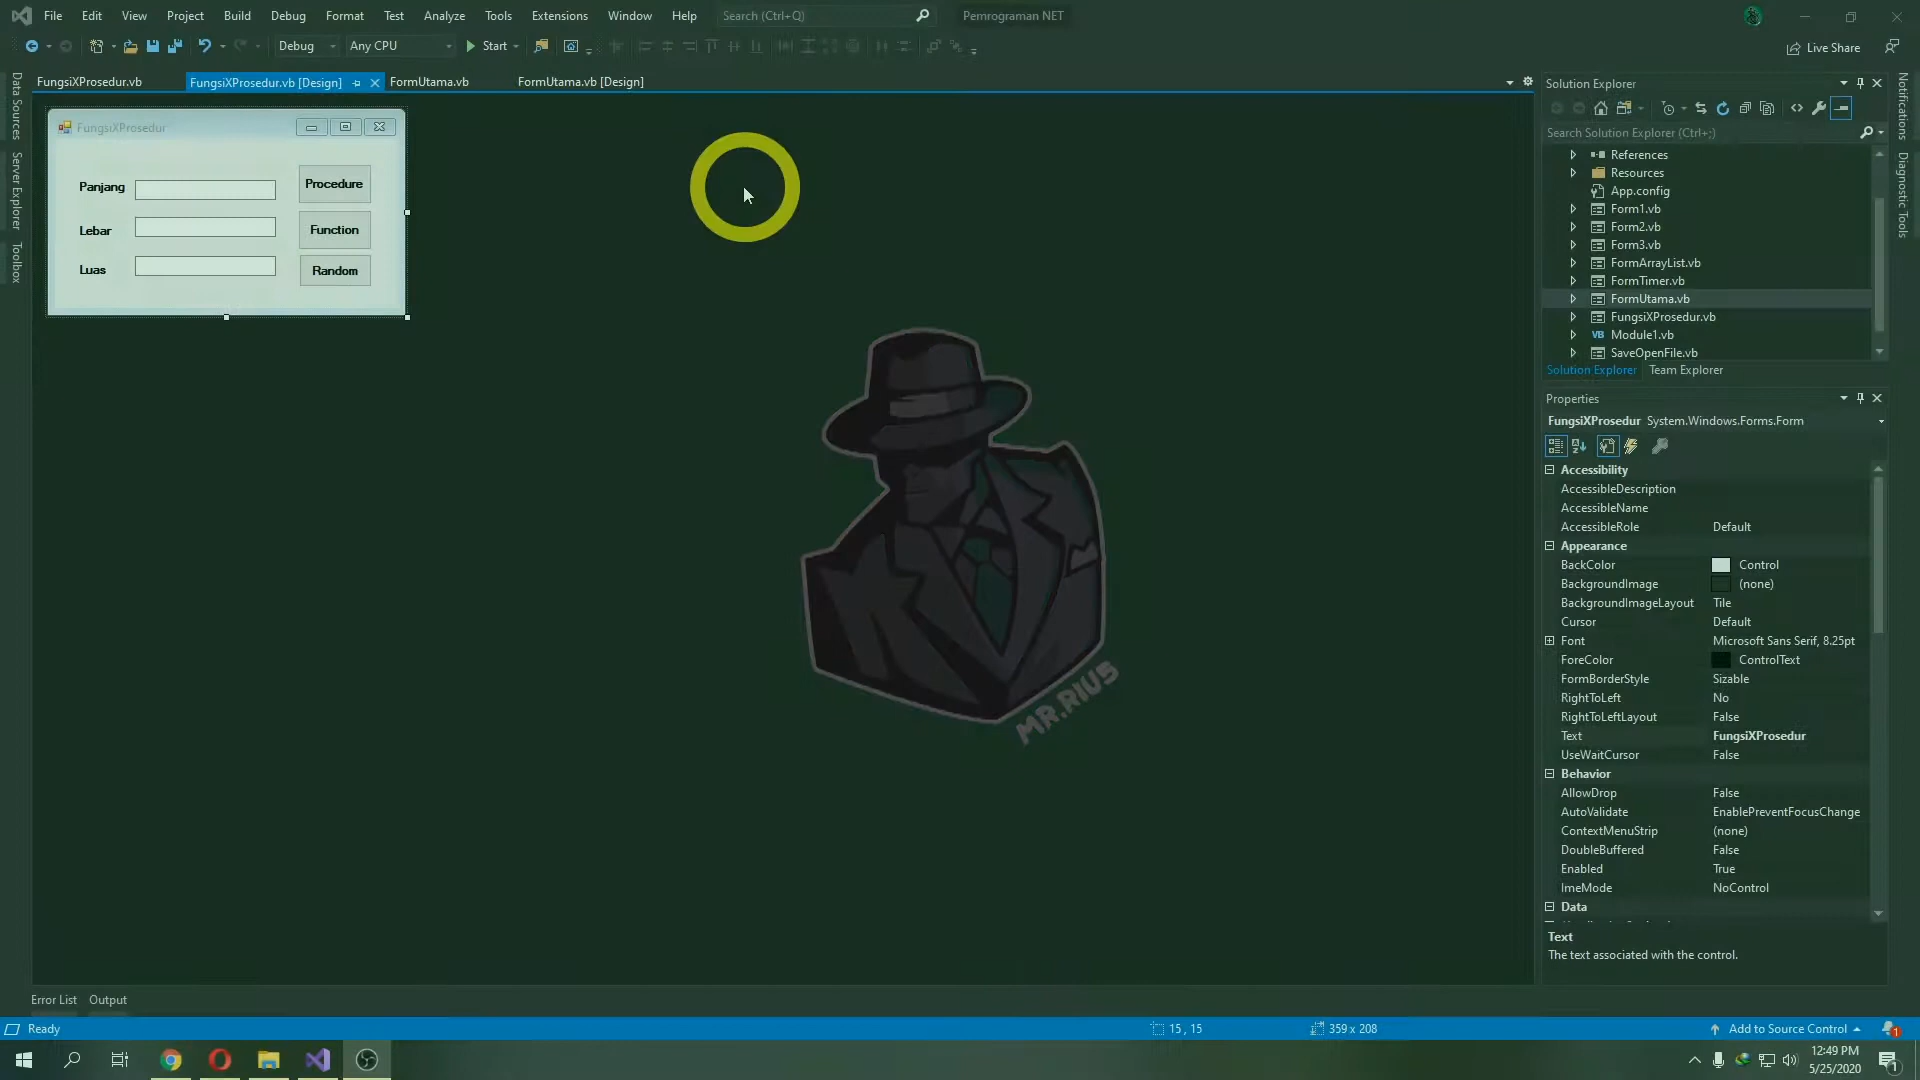 File Edit View Project Build Debug Format Test Analyze Tools Extensions Window Help Search (Ctrl+Q) Pemrograman NET
Debug Any CPU Start Live Share
FungsiXProsedur.vb FungsiXProsedur.vb [Design] FormUtama.vb FormUtama.vb [Design]
Data Sources
Server Explorer
Toolbox
FungsiXProsedur
Panjang
Procedure
Lebar
Function
Luas
Random
MR.RIUS
Solution Explorer
Search Solution Explorer (Ctrl+;)
References
Resources
App.config
Form1.vb
Form2.vb
Form3.vb
FormArrayList.vb
FormTimer.vb
FormUtama.vb
FungsiXProsedur.vb
VB Module1.vb
SaveOpenFile.vb
Solution Explorer Team Explorer
Properties
FungsiXProsedur System.Windows.Forms.Form
Accessibility
AccessibleDescription
AccessibleName
AccessibleRole Default
Appearance
BackColor Control
BackgroundImage (none)
BackgroundImageLayout Tile
Cursor Default
Font Microsoft Sans Serif, 8.25pt
ForeColor ControlText
FormBorderStyle Sizable
RightToLeft No
RightToLeftLayout False
Text FungsiXProsedur
UseWaitCursor False
Behavior
AllowDrop False
AutoValidate EnablePreventFocusChange
ContextMenuStrip (none)
DoubleBuffered False
Enabled True
ImeMode NoControl
Data
Text
The text associated with the control.
Notifications
Diagnostic Tools
Error List Output
Ready 15 , 15 359 x 208 Add to Source Control 1
12:49 PM
5/25/2020
1